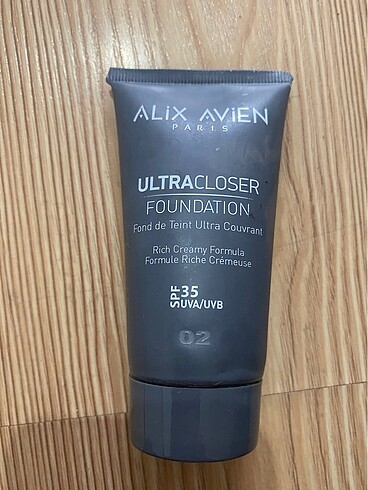 ALiX AViEN
PARIS
ULTRACLOSER
FOUNDATION
Fond de Teint Ultra Couvrant
Rich Creamy Formula
Formule Riche Crémeuse
SPF 35
UVA/UVB
02